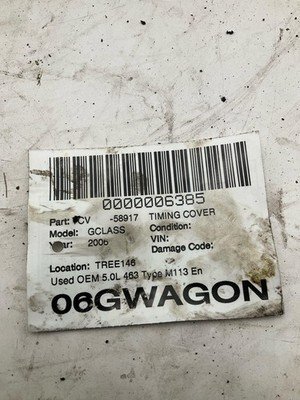 0000006385
Part: TCV -58917 TIMING COVER
Model: GCLASS Condition:
Year: 2006 VIN:
Damage Code:
Location: TREE146
Used OEM 5.0L 463 Type M113 En
06GWAGON